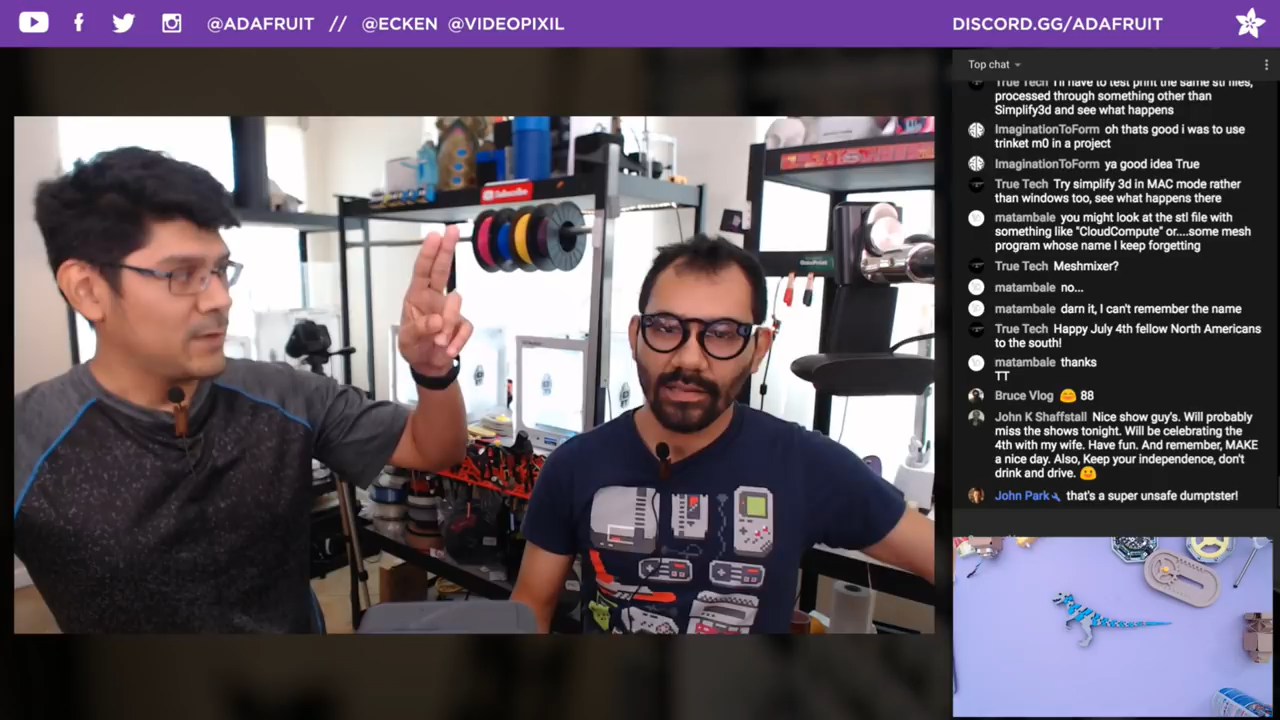 @ADAFRUIT // @ECKEN @VIDEOPIXIL
DISCORD.GG/ADAFRUIT
Top chat
True Tech I'll have to test print the same stl files,
processed through something other than
Simplify3d and see what happens
ImaginationToForm oh thats good i was to use
trinket m0 in a project
ImaginationToForm ya good idea True
True Tech Try simplify 3d in MAC mode rather
than windows too, see what happens there
matambale you might look at the stl file with
something like "CloudCompute" or....some mesh
program whose name I keep forgetting
True Tech Meshmixer?
matambale no...
matambale darn it, I can't remember the name
True Tech Happy July 4th fellow North Americans
to the south!
matambale thanks
TT
Bruce Vlog 88
John K Shaffstall Nice show guy's. Will probably
miss the shows tonight. Will be celebrating the
4th with my wife. Have fun. And remember, MAKE
a nice day. Also, Keep your independence, don't
drink and drive.
John Park that's a super unsafe dumptster!
Subscribe